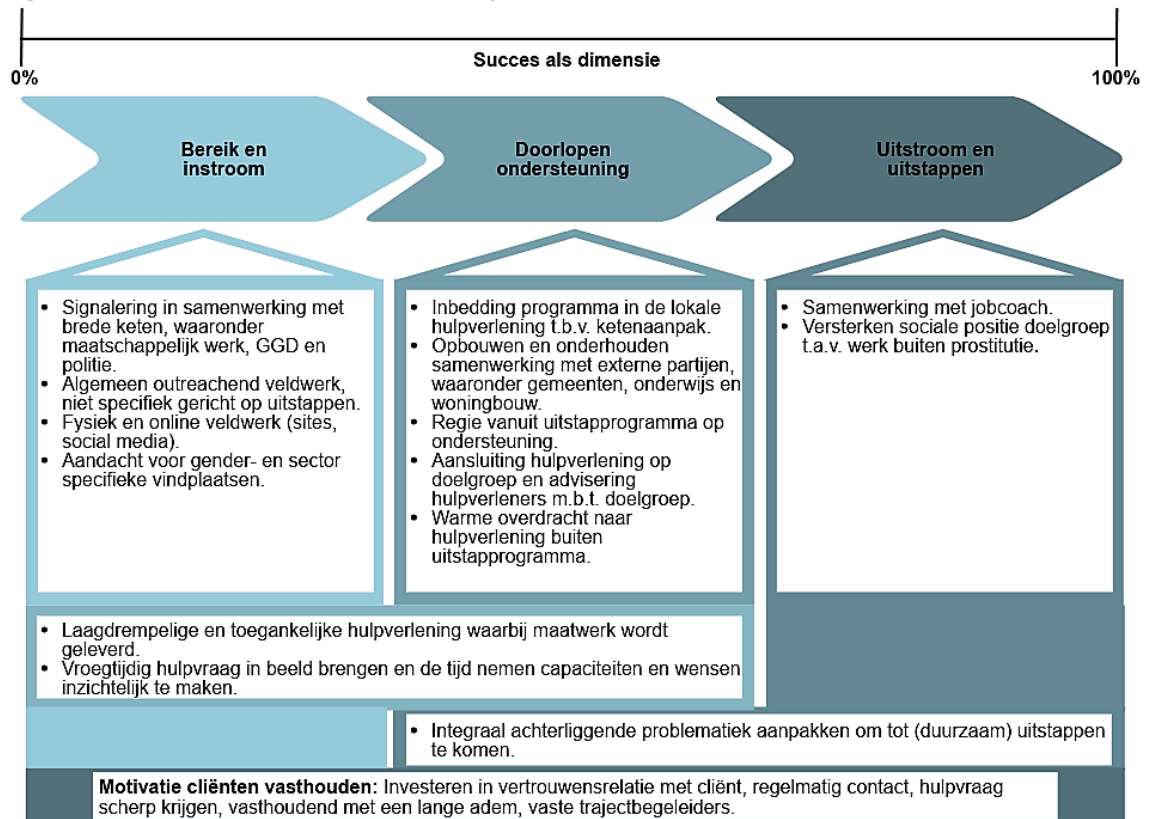 Succes als dimensie
0%
100%
Bereik en
instroom
Doorlopen
ondersteuning
Uitstroom en
uitstappen
• Signalering in samenwerking met
brede keten, waaronder
maatschappelijk werk, GGD en
politie.
• Algemeen outreachend veldwerk,
niet specifiek gericht op uitstappen.
• Fysiek en online veldwerk (sites,
social media).
• Aandacht voor gender- en sector
specifieke vindplaatsen.
• Inbedding programma in de lokale
hulpverlening t.b.v. ketenaanpak.
• Opbouwen en onderhouden
samenwerking met externe partijen,
waaronder gemeenten, onderwijs en
woningbouw.
• Regie vanuit uitstapprogramma op
ondersteuning.
• Aansluiting hulpverlening op
doelgroep en advisering
hulpverleners m.b.t. doelgroep.
• Warme overdracht naar
hulpverlening buiten
uitstapprogramma.
• Samenwerking met jobcoach.
• Versterken sociale positie doelgroep
t.a.v. werk buiten prostitutie.
• Laagdrempelige en toegankelijke hulpverlening waarbij maatwerk wordt
geleverd.
• Vroegtijdig hulpvraag in beeld brengen en de tijd nemen capaciteiten en wensen
inzichtelijk te maken.
• Integraal achterliggende problematiek aanpakken om tot (duurzaam) uitstappen
te komen.
Motivatie cliënten vasthouden: Investeren in vertrouwensrelatie met cliënt, regelmatig contact, hulpvraag
scherp krijgen, vasthoudend met een lange adem, vaste trajectbegeleiders.